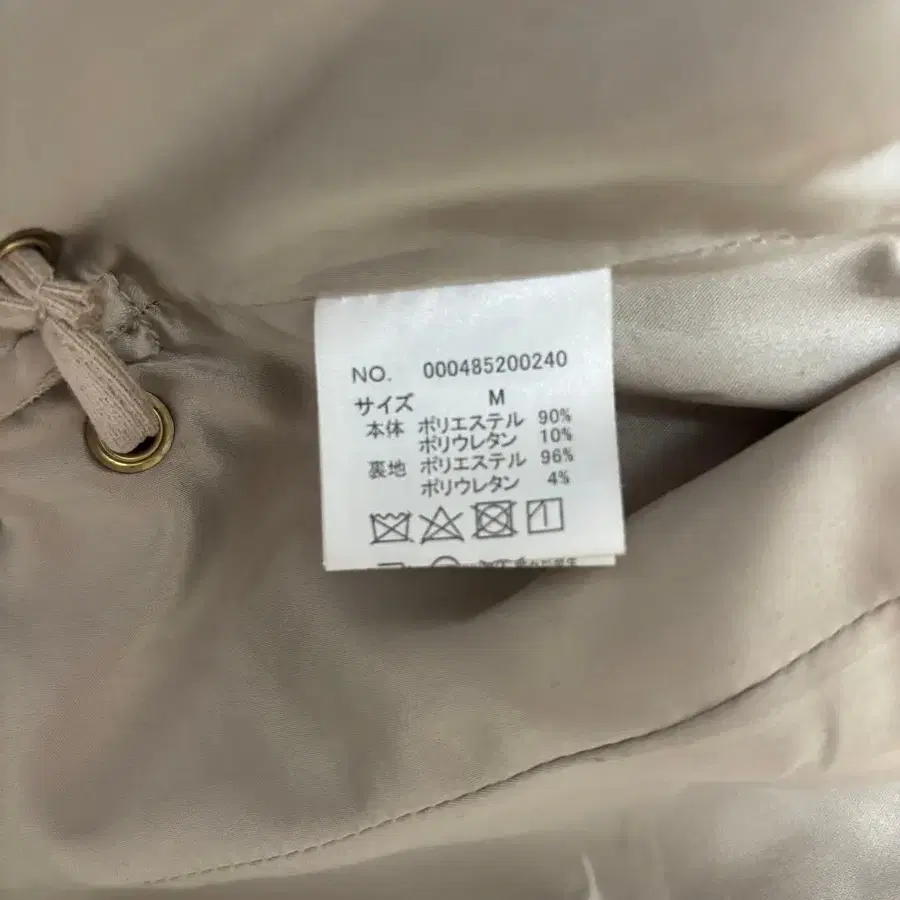 NO. 000485200240
サイズ M
本体 ポリエステル 90%
ポリウレタン 10%
裏地 ポリエステル 96%
ポリウレタン 4%